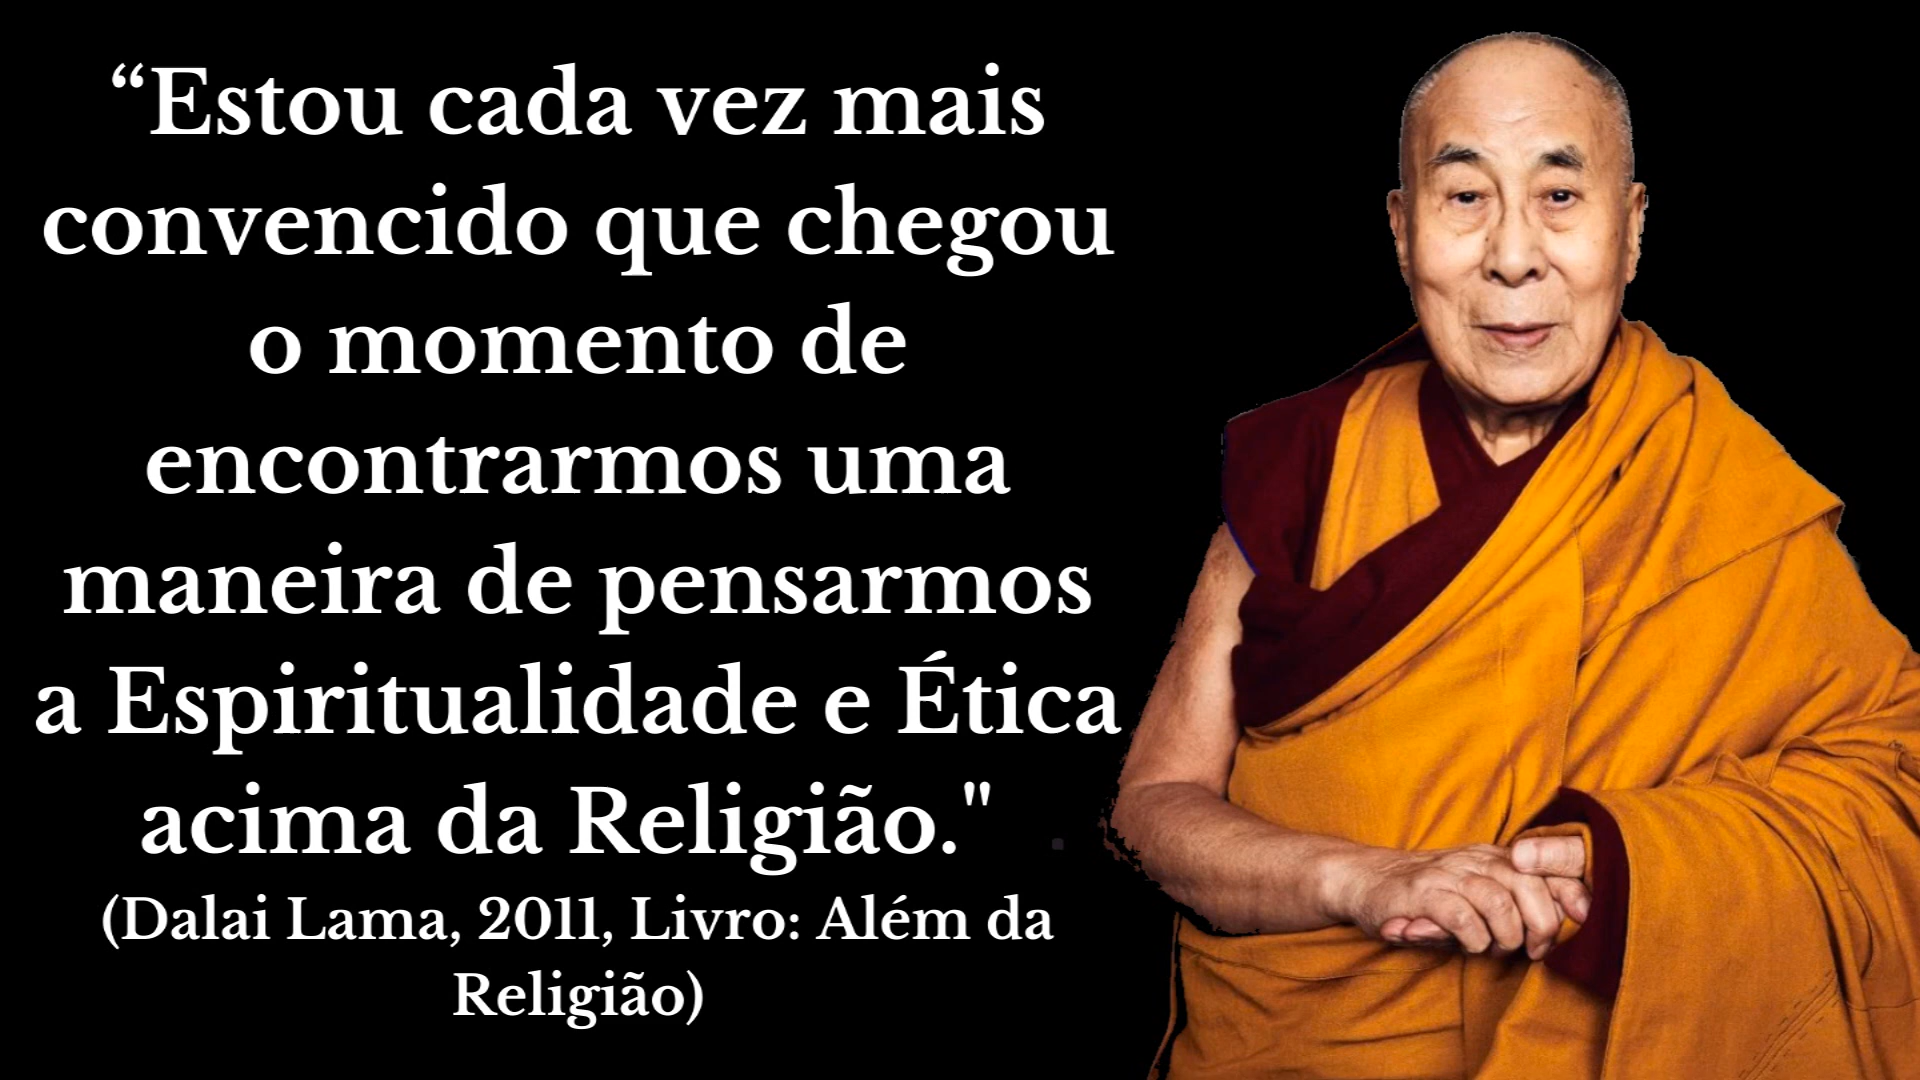 “Estou cada vez mais
convencido que chegou
o momento de
encontrarmos uma
maneira de pensarmos
a Espiritualidade e Ética
acima da Religião."
(Dalai Lama, 2011, Livro: Além da
Religião)